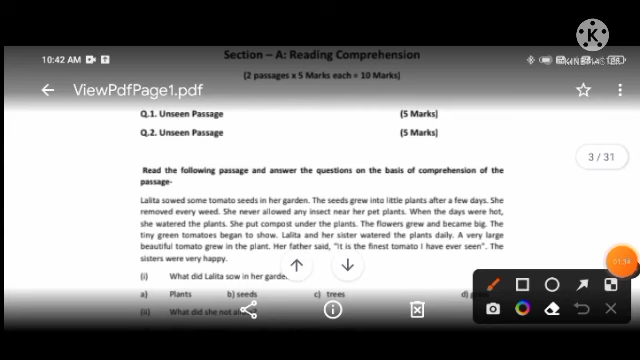 Section – A: Reading Comprehension
(2 passages x 5 Marks each = 10 Marks)
10:42 AM
KINEMASTER
ViewPdfPage1.pdf
Q.1. Unseen Passage (5 Marks)
Q.2. Unseen Passage (5 Marks)
3 / 31
Read the following passage and answer the questions on the basis of comprehension of the
passage-
Lalita sowed some tomato seeds in her garden. The seeds grew into little plants after a few days. She
removed every weed. She never allowed any insect near her pet plants. When the days were hot,
she watered the plants. She put compost under the plants. The flowers grew and became big. The
tiny green tomatoes began to show. Lalita and her sister watered the plants daily. A very large
beautiful tomato grew in the plant. Her father said, "It is the finest tomato I have ever seen". The
sisters were very happy.
01:14
(i) What did Lalita sow in her garden
a) Plants b) seeds c) trees d)
(ii) What did she not